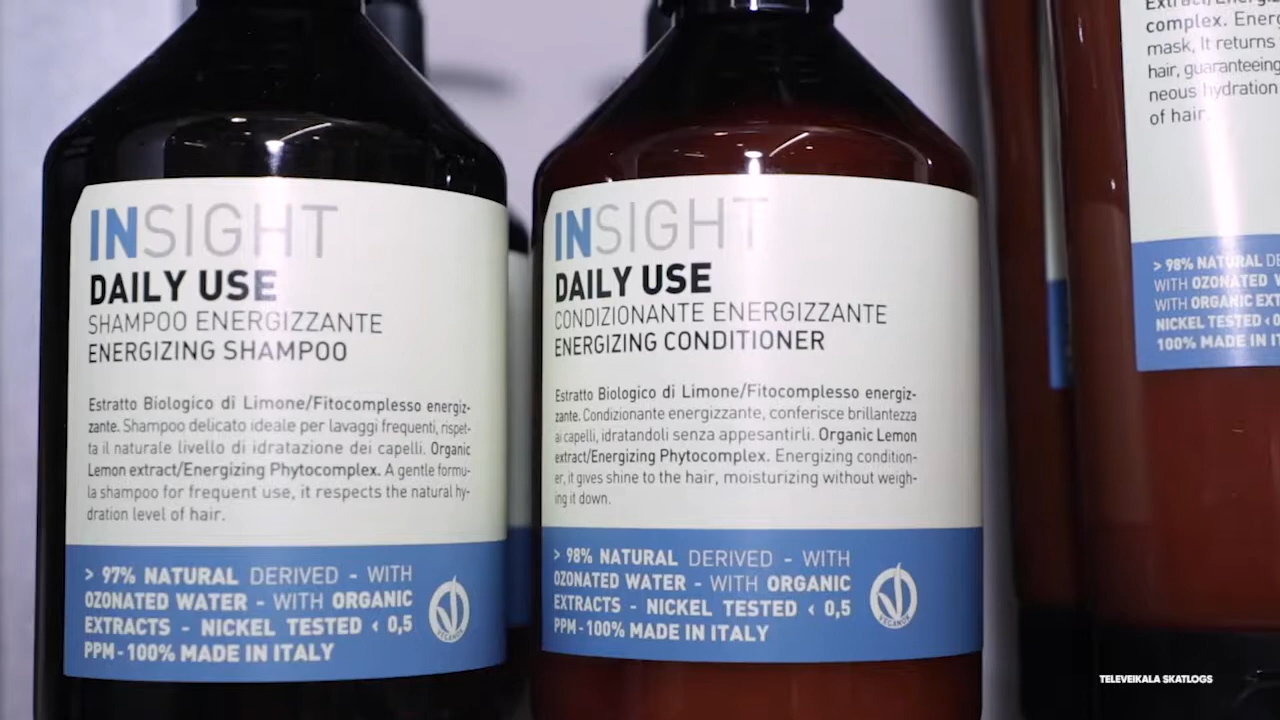 INSIGHT
DAILY USE
SHAMPOO ENERGIZZANTE
ENERGIZING SHAMPOO
Estratto Biologico di Limone/Fitocomplesso energiz-
zante. Shampoo delicato ideale per lavaggi frequenti, rispet-
ta il naturale livello di idratazione dei capelli. Organic
Lemon extract/Energizing Phytocomplex. A gentle formu-
la shampoo for frequent use, it respects the natural hy-
dration level of hair.
> 97% NATURAL DERIVED - WITH
OZONATED WATER - WITH ORGANIC
EXTRACTS - NICKEL TESTED < 0,5
PPM - 100% MADE IN ITALY
VEGANOK
INSIGHT
DAILY USE
CONDIZIONANTE ENERGIZZANTE
ENERGIZING CONDITIONER
Estratto Biologico di Limone/Fitocomplesso energiz-
zante. Condizionante energizzante, conferisce brillantezza
ai capelli, idratandoli senza appesantirli. Organic Lemon
extract/Energizing Phytocomplex. Energizing condition-
er, it gives shine to the hair, moisturizing without weigh-
ing it down.
> 98% NATURAL DERIVED - WITH
OZONATED WATER - WITH ORGANIC
EXTRACTS - NICKEL TESTED < 0,5
PPM - 100% MADE IN ITALY
VEGANOK
complex.
mask, It returns
hair, guaranteeing
neous hydration
of hair.
> 98% NATURAL
WITH OZONATED
WITH ORGANIC
NICKEL TESTED <
100% MADE IN
TELEVEIKALA SKATLOGS